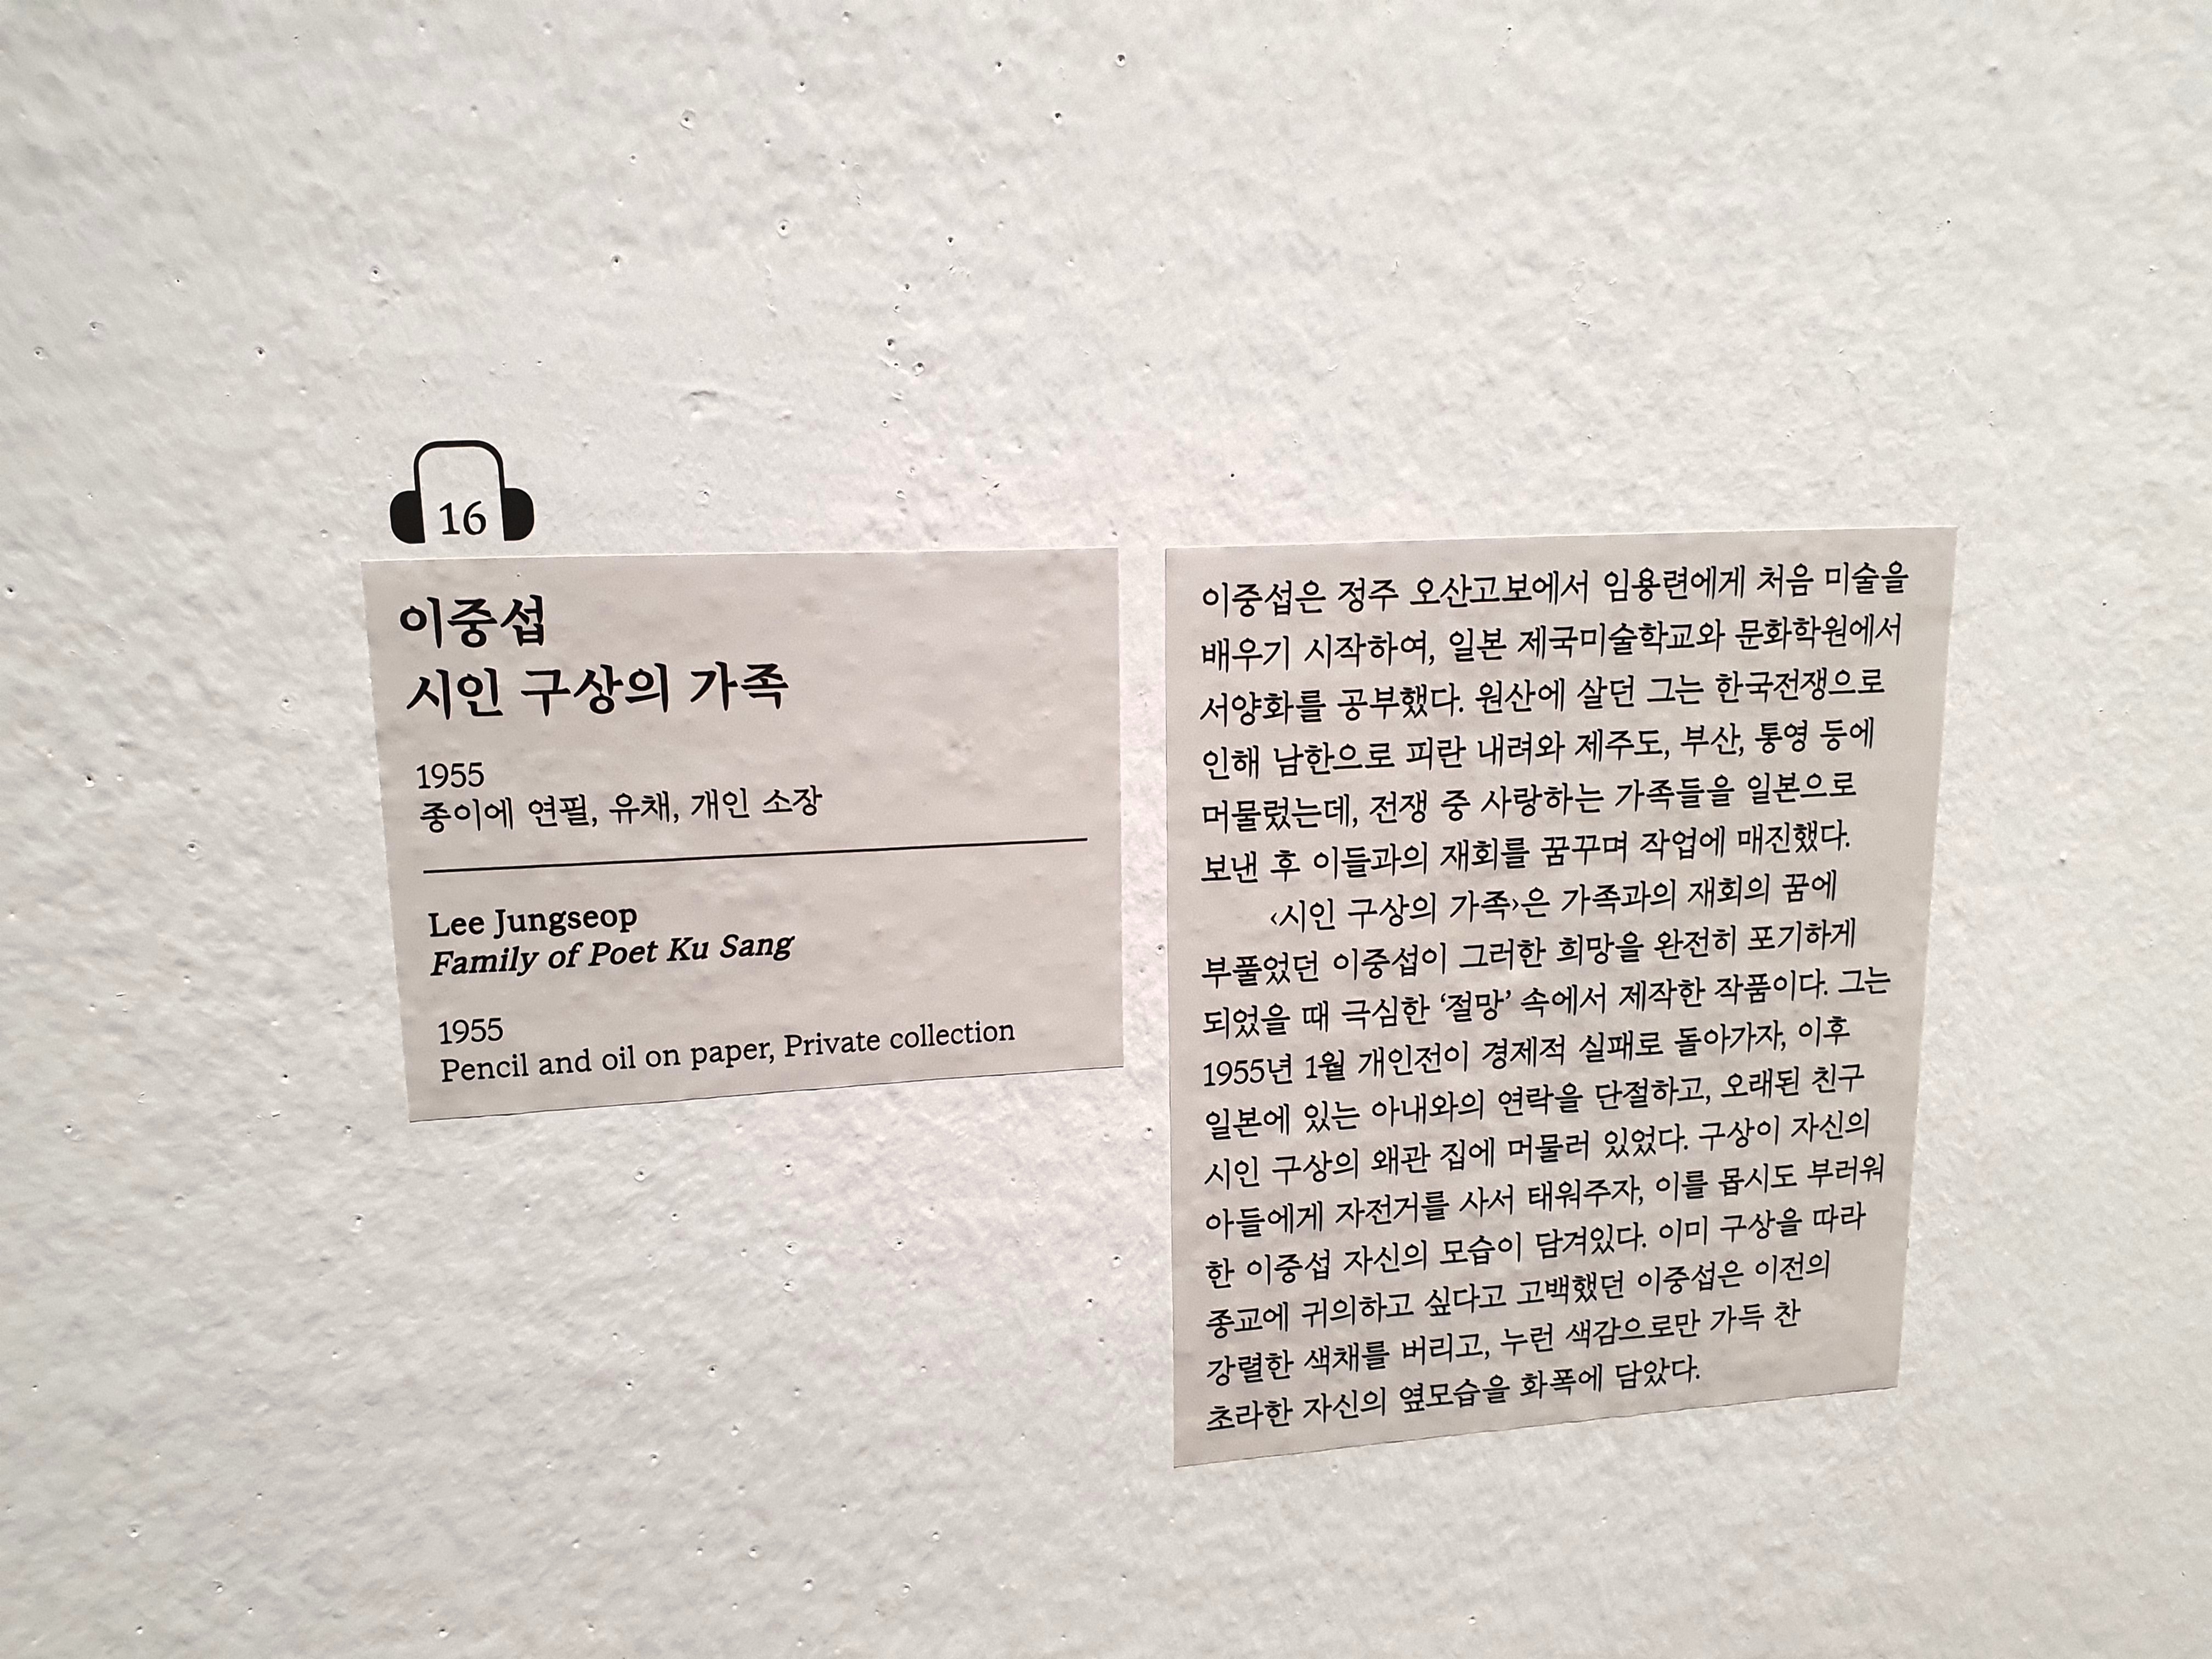 16
이중섭
시인 구상의 가족
1955
종이에 연필, 유채, 개인 소장
Lee Jungseop
Family of Poet Ku Sang
1955
Pencil and oil on paper, Private collection
이중섭은 정주 오산고보에서 임용련에게 처음 미술을
배우기 시작하여, 일본 제국미술학교와 문화학원에서
서양화를 공부했다. 원산에 살던 그는 한국전쟁으로
인해 남한으로 피란 내려와 제주도, 부산, 통영 등에
머물렀는데, 전쟁 중 사랑하는 가족들을 일본으로
보낸 후 이들과의 재회를 꿈꾸며 작업에 매진했다.
‹시인 구상의 가족›은 가족과의 재회의 꿈에
부풀었던 이중섭이 그러한 희망을 완전히 포기하게
되었을 때 극심한 ‘절망’ 속에서 제작한 작품이다. 그는
1955년 1월 개인전이 경제적 실패로 돌아가자, 이후
일본에 있는 아내와의 연락을 단절하고, 오래된 친구
시인 구상의 왜관 집에 머물러 있었다. 구상이 자신의
아들에게 자전거를 사서 태워주자, 이를 몹시도 부러워
한 이중섭 자신의 모습이 담겨있다. 이미 구상을 따라
종교에 귀의하고 싶다고 고백했던 이중섭은 이전의
강렬한 색채를 버리고, 누런 색감으로만 가득 찬
초라한 자신의 옆모습을 화폭에 담았다.